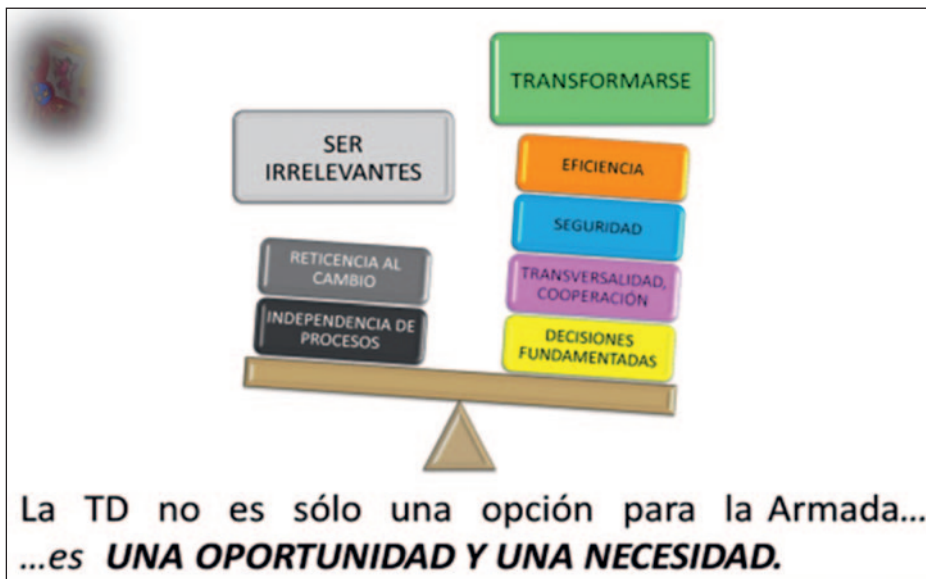 TRANSFORMARSE
SER
IRRELEVANTES
EFICIENCIA
SEGURIDAD
RETICENCIA AL
CAMBIO
TRANSVERSALIDAD,
COOPERACIÓN
INDEPENDENCIA DE
PROCESOS
DECISIONES
FUNDAMENTADAS
La TD no es sólo una opción para la Armada...
...es UNA OPORTUNIDAD Y UNA NECESIDAD.